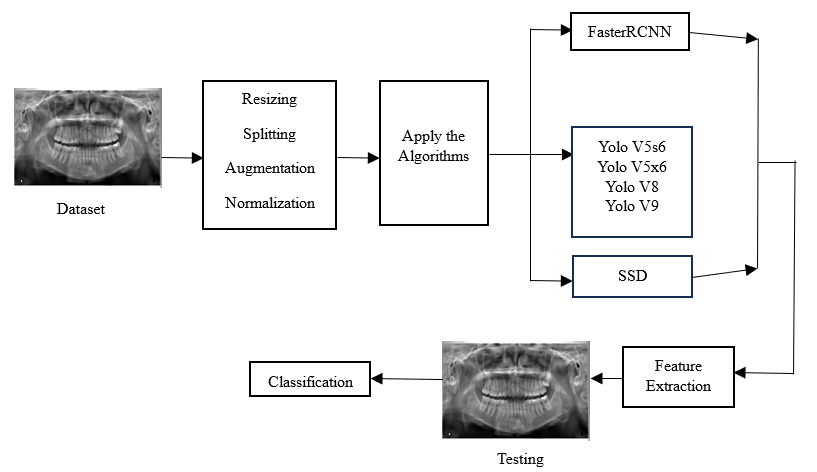 Dataset
Resizing
Splitting
Augmentation
Normalization
Apply the
Algorithms
FasterRCNN
Yolo V5s6
Yolo V5x6
Yolo V8
Yolo V9
SSD
Feature
Extraction
Testing
Classification